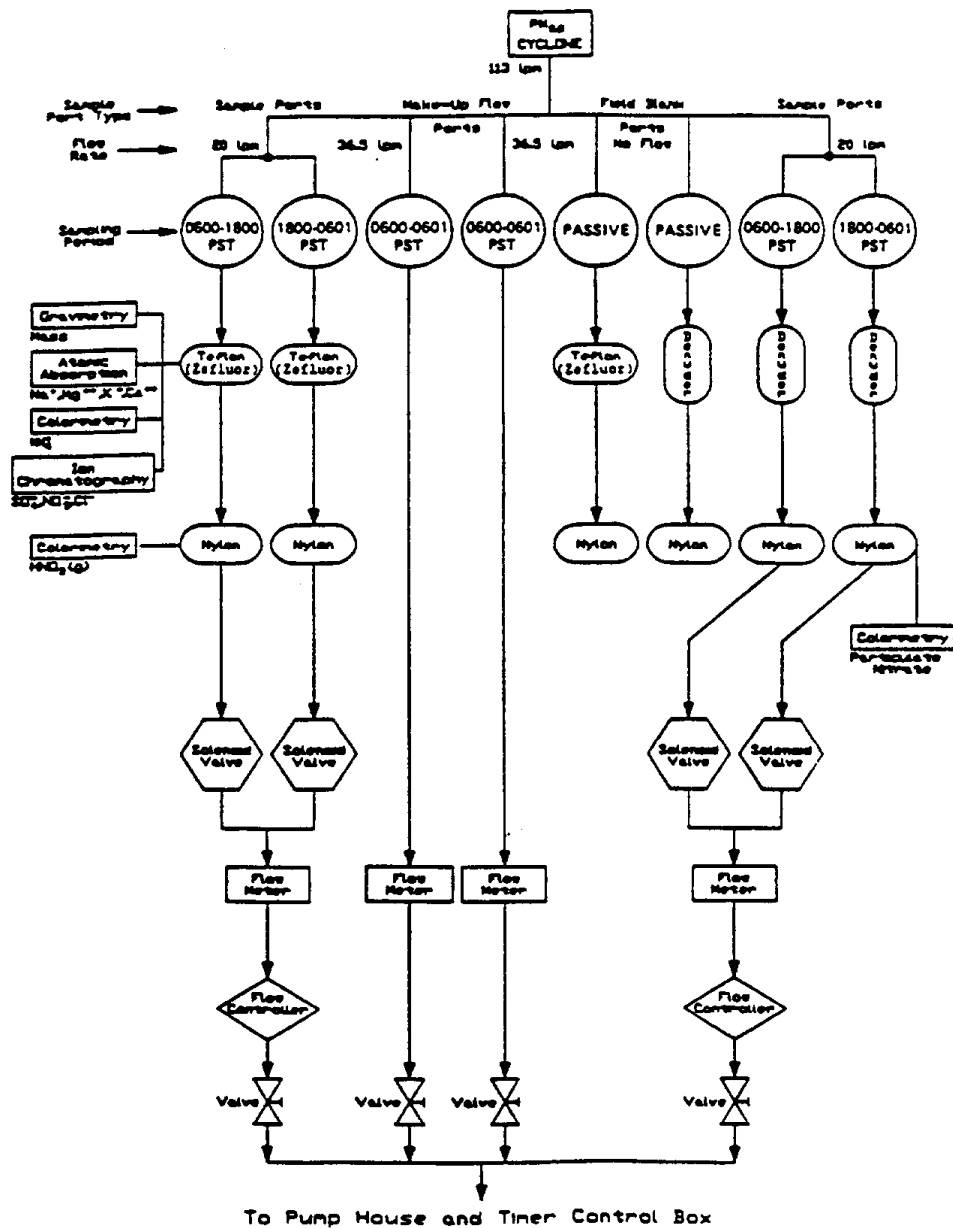 CYCLONE
113 lpm
Sample Port Type
Sample Ports
Make-Up Flow
Ports
Field Blank
Ports
No Flow
Sample Ports
Flow Rate
20 lpm
36.5 lpm
36.5 lpm
20 lpm
Sampling Period
0600-1800 PST
1800-0601 PST
0600-0601 PST
0600-0601 PST
PASSIVE
PASSIVE
0600-1800 PST
1800-0601 PST
Gravimetry
Mass
Atomic Absorption
Colorimetry
Ion Chromatography
Teflon (Zefluor)
Teflon (Zefluor)
Teflon (Zefluor)
Denuder
Denuder
Denuder
Colorimetry
HNO₃(g)
Nylon
Nylon
Nylon
Nylon
Nylon
Nylon
Colorimetry
Particulate Nitrate
Solenoid Valve
Solenoid Valve
Solenoid Valve
Solenoid Valve
Flow Meter
Flow Meter
Flow Meter
Flow Meter
Flow Controller
Flow Controller
Valve
Valve
Valve
Valve
To Pump House and Timer Control Box